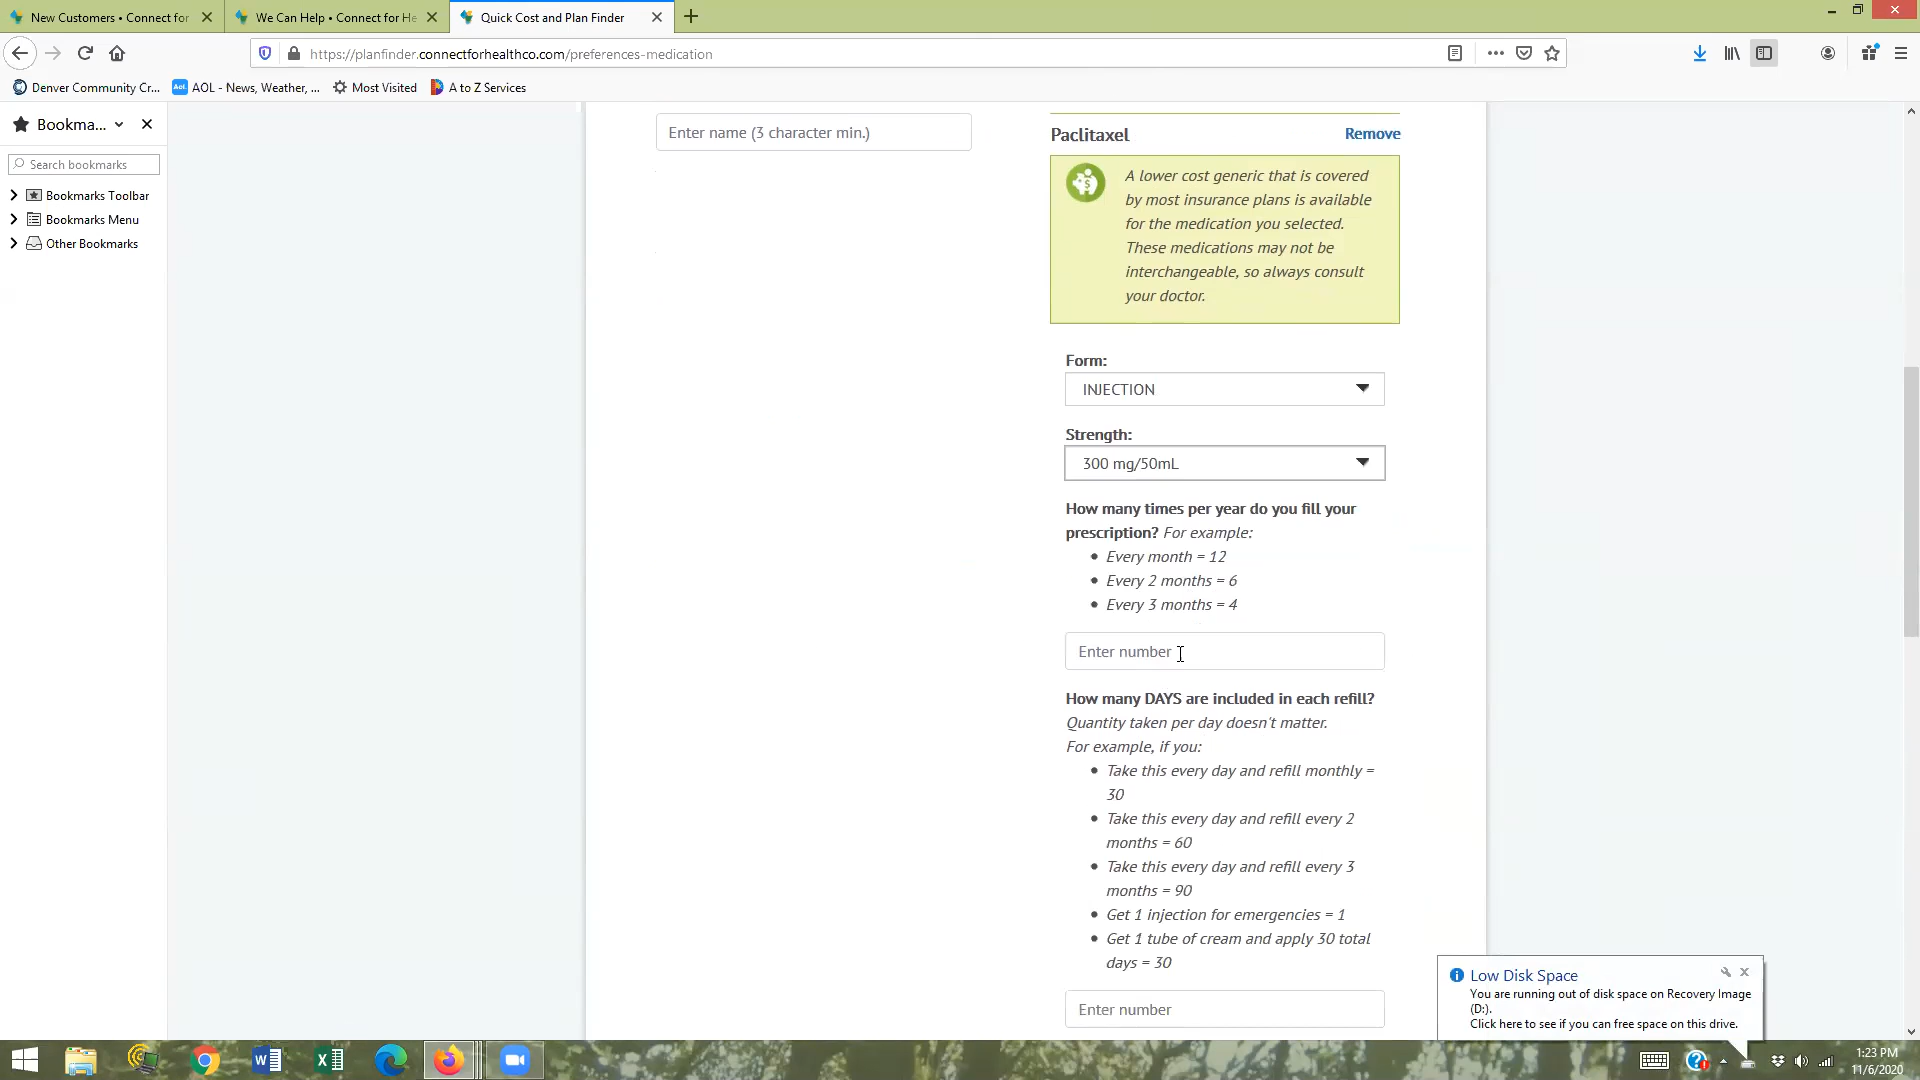 New Customers • Connect for
We Can Help • Connect for He
Quick Cost and Plan Finder
https://planfinder.connectforhealthco.com/preferences-medication
Denver Community Cr...
Aol.
AOL - News, Weather, ...
Most Visited
A to Z Services
Bookma...
Search bookmarks
Bookmarks Toolbar
Bookmarks Menu
Other Bookmarks
Enter name (3 character min.)
Paclitaxel
Remove
A lower cost generic that is covered
by most insurance plans is available
for the medication you selected.
These medications may not be
interchangeable, so always consult
your doctor.
Form:
INJECTION
Strength:
300 mg/50mL
How many times per year do you fill your
prescription? For example:
• Every month = 12
• Every 2 months = 6
• Every 3 months = 4
Enter number
How many DAYS are included in each refill?
Quantity taken per day doesn't matter.
For example, if you:
• Take this every day and refill monthly =
30
• Take this every day and refill every 2
months = 60
• Take this every day and refill every 3
months = 90
• Get 1 injection for emergencies = 1
• Get 1 tube of cream and apply 30 total
days = 30
Enter number
Low Disk Space
You are running out of disk space on Recovery Image
(D:).
Click here to see if you can free space on this drive.
1:23 PM
11/6/2020